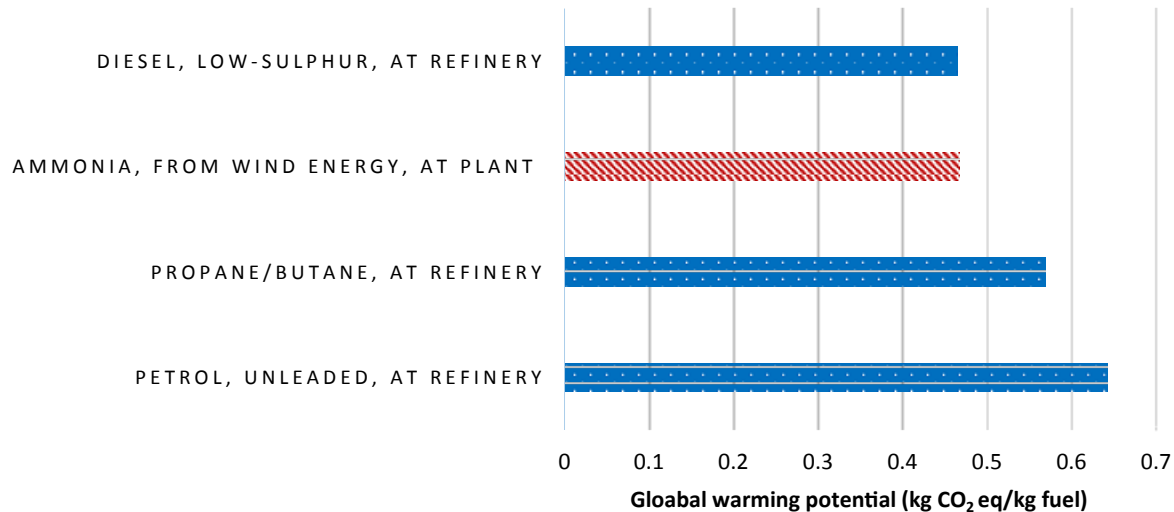 DIESEL, LOW-SULPHUR, AT REFINERY
AMMONIA, FROM WIND ENERGY, AT PLANT
PROPANE/BUTANE, AT REFINERY
PETROL, UNLEADED, AT REFINERY
0 0.1 0.2 0.3 0.4 0.5 0.6 0.7
Gloabal warming potential (kg CO₂ eq/kg fuel)